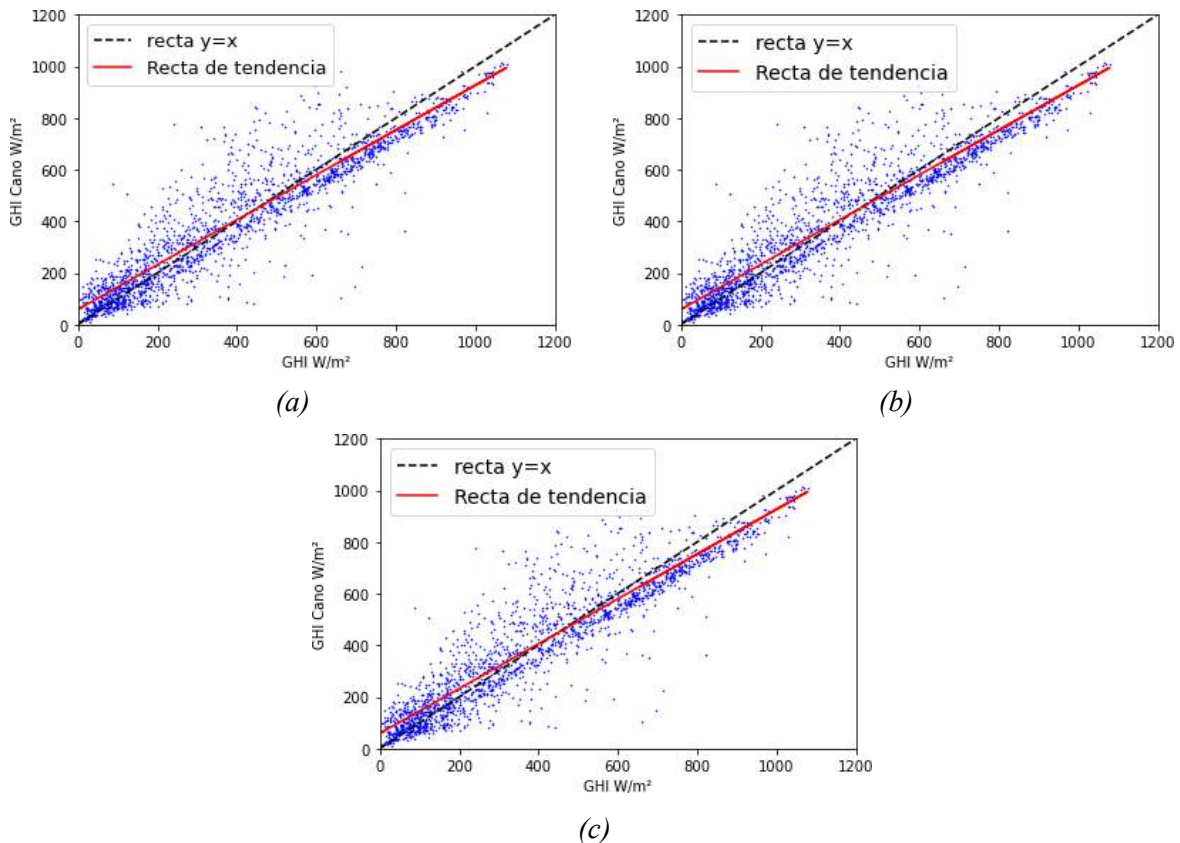 1200
1000
800
600
400
200
0
GHI Cano W/m²
recta y=x
Recta de tendencia
0 200 400 600 800 1000 1200
GHI W/m²
(a)
1200
1000
800
600
400
200
0
GHI Cano W/m²
recta y=x
Recta de tendencia
0 200 400 600 800 1000 1200
GHI W/m²
(b)
1200
1000
800
600
400
200
0
GHI Cano W/m²
recta y=x
Recta de tendencia
0 200 400 600 800 1000 1200
GHI W/m²
(c)